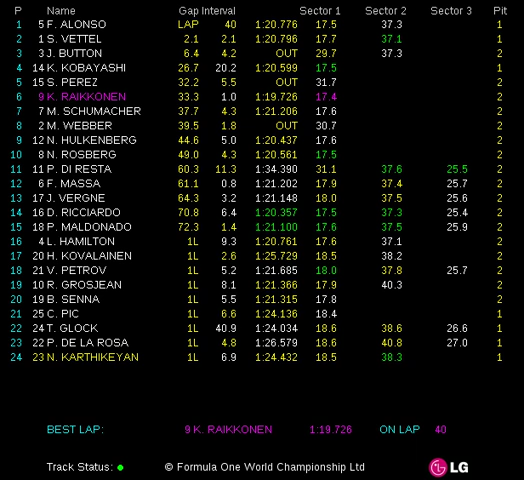 P Name Gap Interval Sector 1 Sector 2 Sector 3 Pit
1 5 F. ALONSO LAP 40 1:20.776 17.5 37.3 1
2 1 S. VETTEL 2.1 2.1 1:20.796 17.7 37.1 1
3 3 J. BUTTON 6.4 4.2 OUT 29.7 37.3 2
4 14 K. KOBAYASHI 26.7 20.2 1:20.599 17.5 1
5 15 S. PEREZ 32.2 5.5 OUT 31.7 2
6 9 K. RAIKKONEN 33.3 1.0 1:19.726 17.4 2
7 7 M. SCHUMACHER 37.7 4.3 1:21.206 17.6 2
8 2 M. WEBBER 39.5 1.8 OUT 30.7 2
9 12 N. HULKENBERG 44.6 5.0 1:20.437 17.6 2
10 8 N. ROSBERG 49.0 4.3 1:20.561 17.5 2
11 11 P. DI RESTA 60.3 11.3 1:34.390 31.1 37.6 25.5 2
12 6 F. MASSA 61.1 0.8 1:21.202 17.9 37.4 25.7 2
13 17 J. VERGNE 64.3 3.2 1:21.148 18.0 37.5 25.6 2
14 16 D. RICCIARDO 70.8 6.4 1:20.357 17.5 37.3 25.4 2
15 18 P. MALDONADO 72.3 1.4 1:21.100 17.6 37.5 25.9 2
16 4 L. HAMILTON 1L 9.3 1:20.761 17.6 37.1 2
17 20 H. KOVALAINEN 1L 2.6 1:25.729 18.5 38.2 2
18 21 V. PETROV 1L 5.2 1:21.685 18.0 37.8 25.7 2
19 10 R. GROSJEAN 1L 8.1 1:21.366 17.9 40.3 2
20 19 B. SENNA 1L 5.5 1:21.315 17.8 2
21 25 C. PIC 1L 6.6 1:24.136 18.4 1
22 24 T. GLOCK 1L 40.9 1:24.034 18.6 38.6 26.6 1
23 22 P. DE LA ROSA 1L 4.8 1:26.579 18.6 40.8 27.0 1
24 23 N. KARTHIKEYAN 1L 6.9 1:24.432 18.5 38.3 1
BEST LAP: 9 K. RAIKKONEN 1:19.726 ON LAP 40
Track Status: © Formula One World Championship Ltd LG